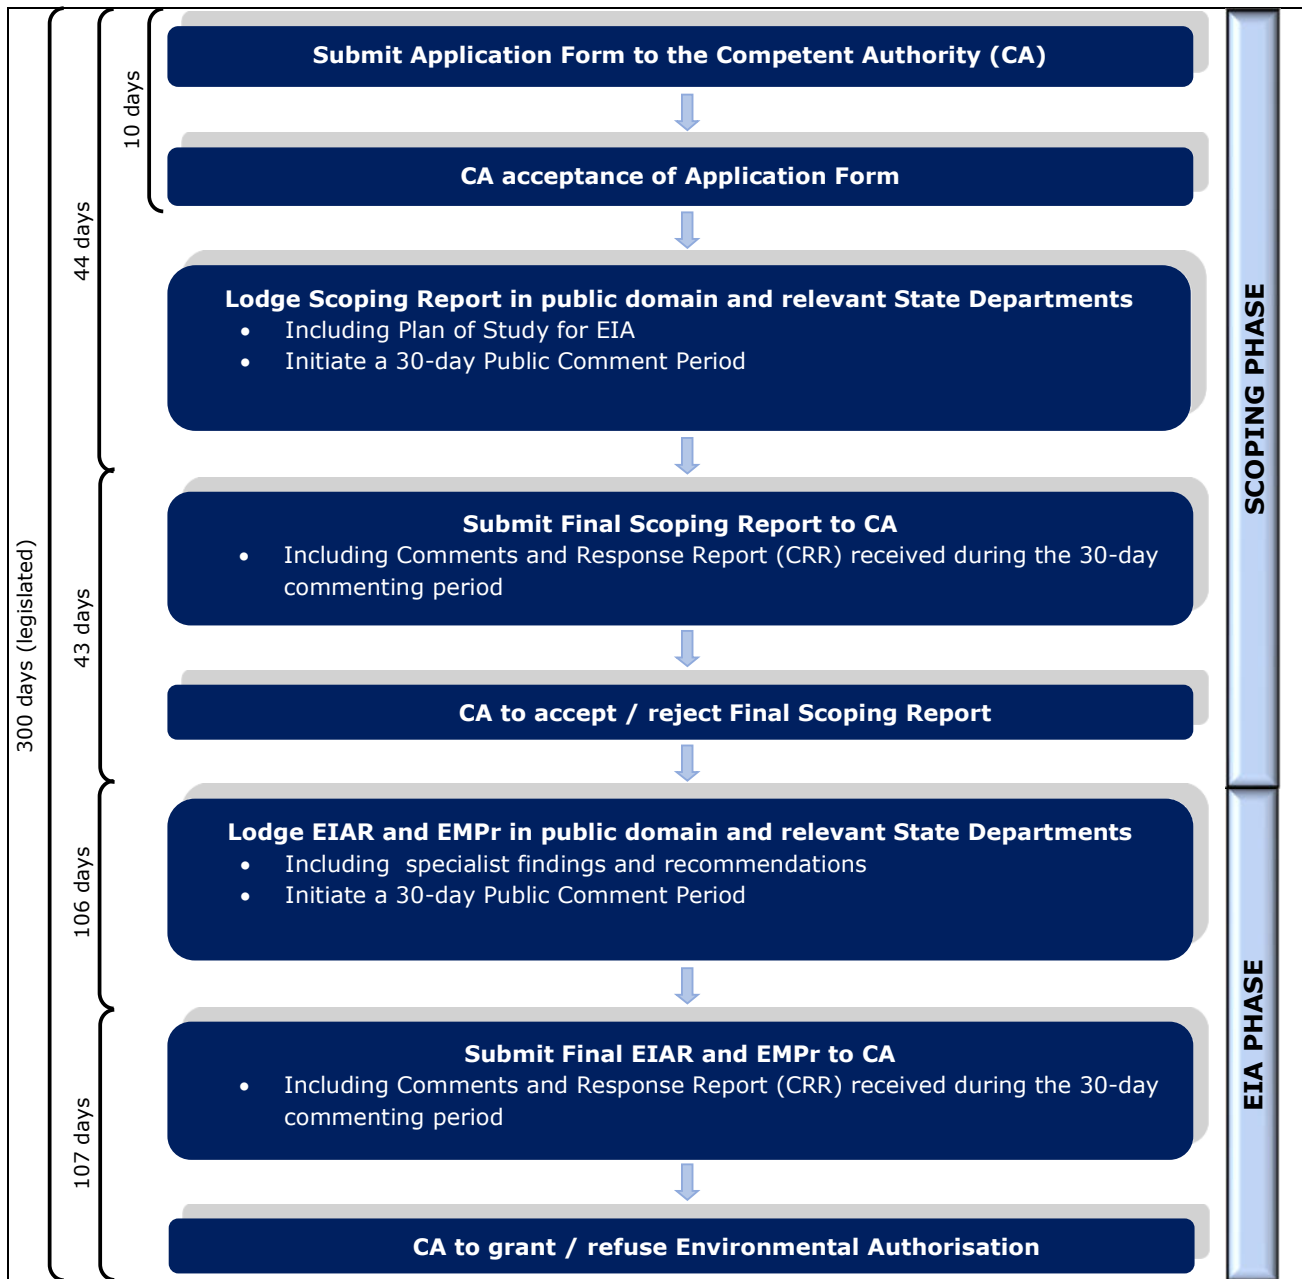 Submit Application Form to the Competent Authority (CA)
10 days
CA acceptance of Application Form
44 days
Lodge Scoping Report in public domain and relevant State Departments
• Including Plan of Study for EIA
• Initiate a 30-day Public Comment Period
SCOPING PHASE
Submit Final Scoping Report to CA
• Including Comments and Response Report (CRR) received during the 30-day
commenting period
300 days (legislated)
43 days
CA to accept / reject Final Scoping Report
Lodge EIAR and EMPr in public domain and relevant State Departments
• Including  specialist findings and recommendations
• Initiate a 30-day Public Comment Period
106 days
EIA PHASE
Submit Final EIAR and EMPr to CA
• Including Comments and Response Report (CRR) received during the 30-day
commenting period
107 days
CA to grant / refuse Environmental Authorisation